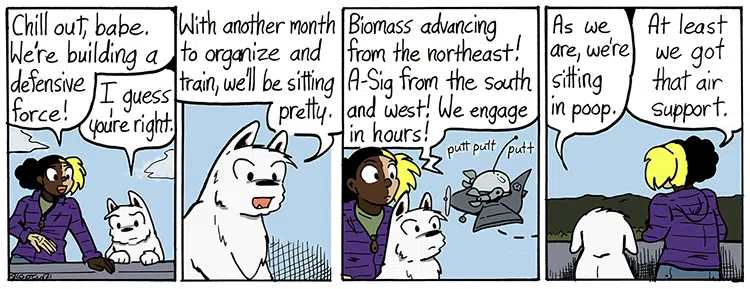 Chill out, babe.
We're building a
defensive
force!
I guess
you're right.
With another month
to organize and
train, we'll be sitting
pretty.
Biomass advancing
from the northeast!
A-Sig from the south
and west! We engage
in hours!
putt putt putt
As we
are, we're
sitting
in poop.
At least
we got
that air
support.